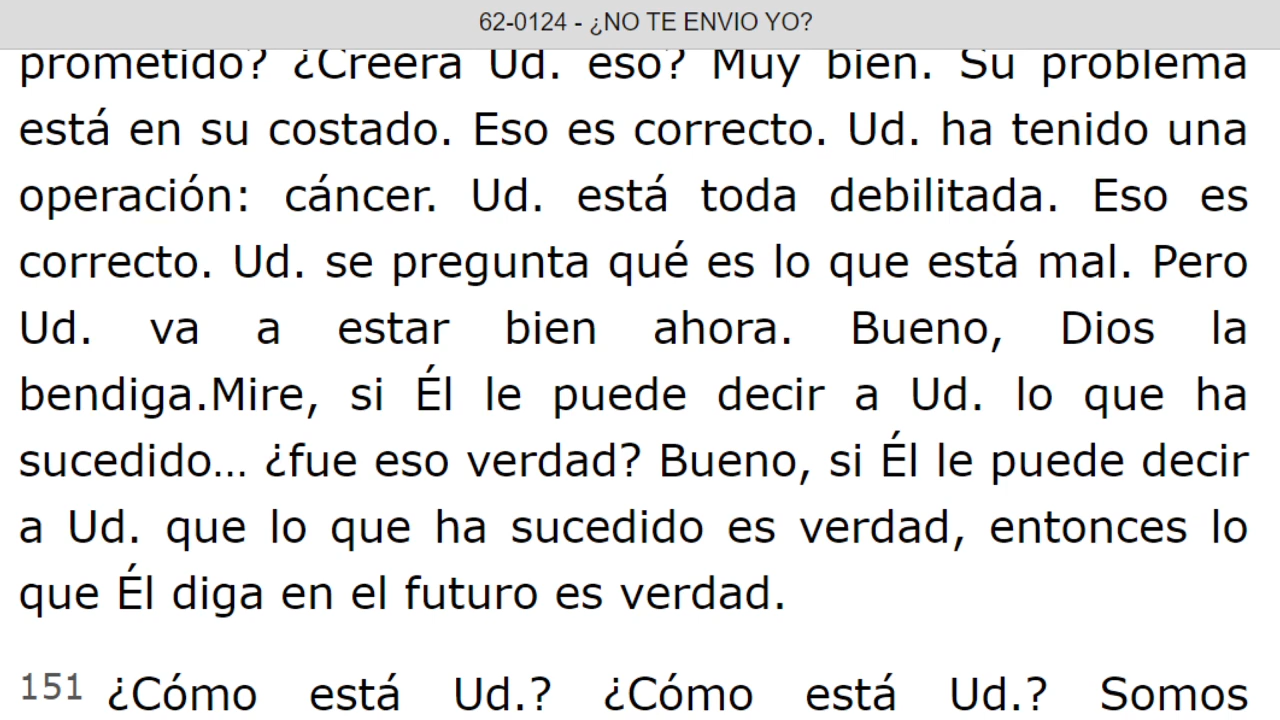 62-0124 - ¿NO TE ENVIO YO?
prometido? ¿Creerá Ud. eso? Muy bien. Su problema
está en su costado. Eso es correcto. Ud. ha tenido una
operación: cáncer. Ud. está toda debilitada. Eso es
correcto. Ud. se pregunta qué es lo que está mal. Pero
Ud. va a estar bien ahora. Bueno, Dios la
bendiga.Mire, si Él le puede decir a Ud. lo que ha
sucedido... ¿fue eso verdad? Bueno, si Él le puede decir
a Ud. que lo que ha sucedido es verdad, entonces lo
que Él diga en el futuro es verdad.
151 ¿Cómo está Ud.? ¿Cómo está Ud.? Somos